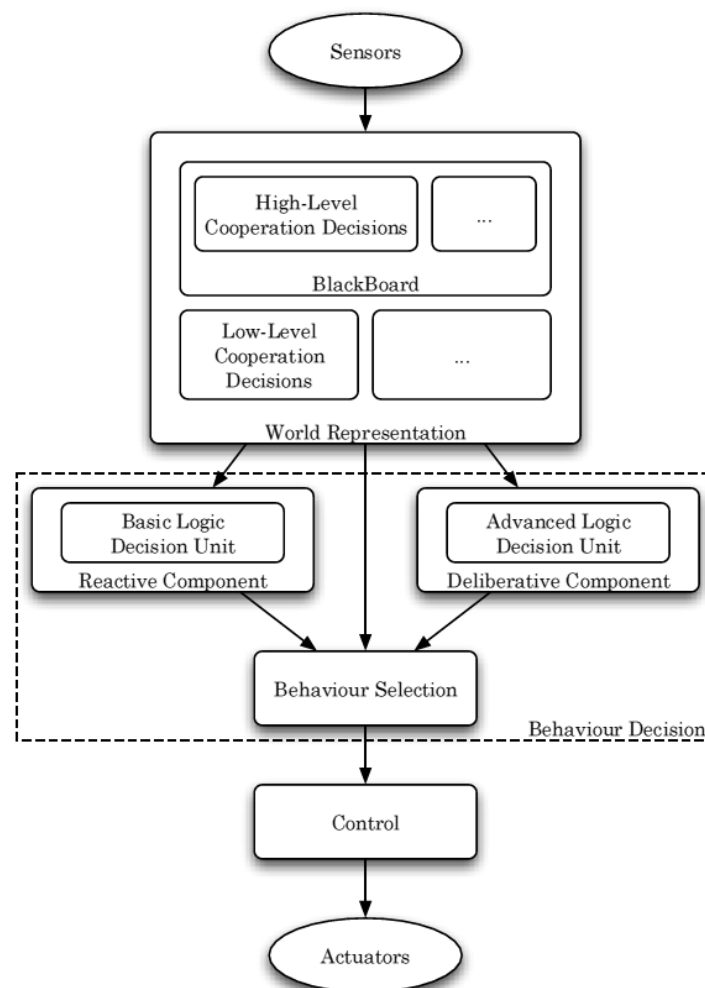 Sensors
High-Level
Cooperation Decisions
...
BlackBoard
Low-Level
Cooperation
Decisions
...
World Representation
Basic Logic
Decision Unit
Reactive Component
Advanced Logic
Decision Unit
Deliberative Component
Behaviour Selection
Behaviour Decision
Control
Actuators